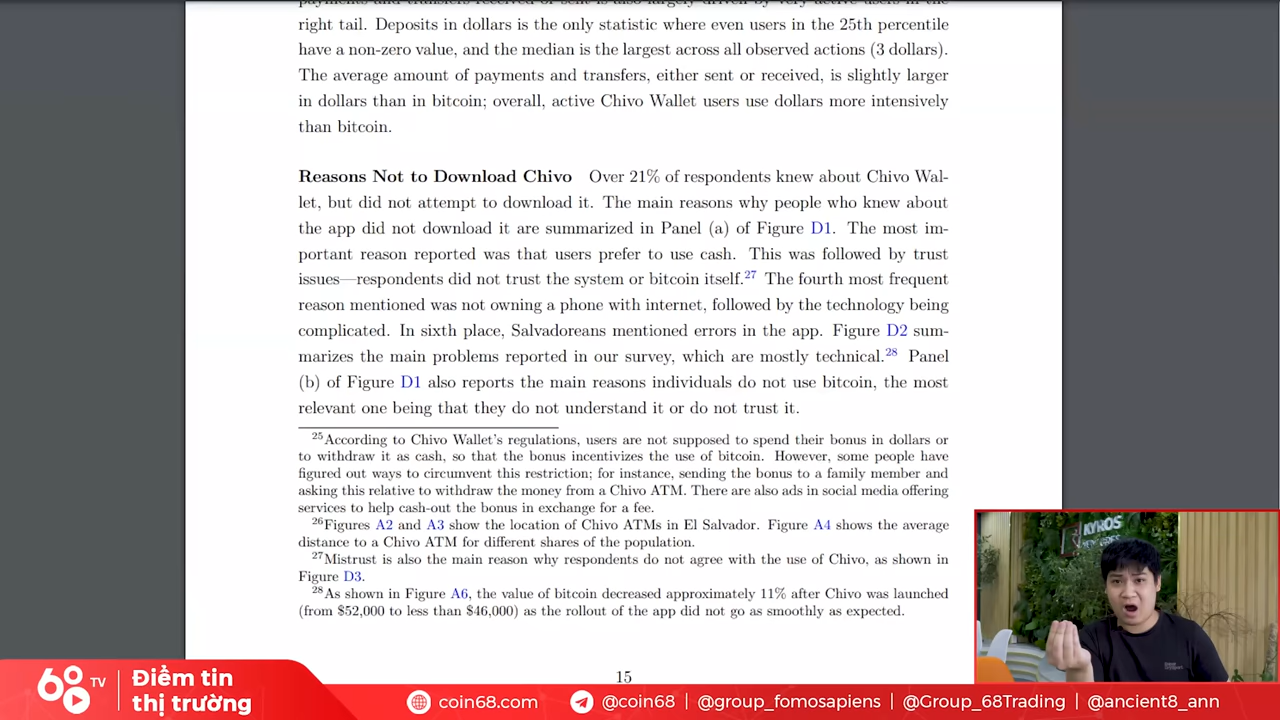 payments and transfers received or sent is also largely driven by very active users in the
right tail. Deposits in dollars is the only statistic where even users in the 25th percentile
have a non-zero value, and the median is the largest across all observed actions (3 dollars).
The average amount of payments and transfers, either sent or received, is slightly larger
in dollars than in bitcoin; overall, active Chivo Wallet users use dollars more intensively
than bitcoin.
Reasons Not to Download Chivo Over 21% of respondents knew about Chivo Wal-
let, but did not attempt to download it. The main reasons why people who knew about
the app did not download it are summarized in Panel (a) of Figure D1. The most im-
portant reason reported was that users prefer to use cash. This was followed by trust
issues—respondents did not trust the system or bitcoin itself.27 The fourth most frequent
reason mentioned was not owning a phone with internet, followed by the technology being
complicated. In sixth place, Salvadoreans mentioned errors in the app. Figure D2 sum-
marizes the main problems reported in our survey, which are mostly technical.28 Panel
(b) of Figure D1 also reports the main reasons individuals do not use bitcoin, the most
relevant one being that they do not understand it or do not trust it.
25According to Chivo Wallet's regulations, users are not supposed to spend their bonus in dollars or
to withdraw it as cash, so that the bonus incentivizes the use of bitcoin. However, some people have
figured out ways to circumvent this restriction; for instance, sending the bonus to a family member and
asking this relative to withdraw the money from a Chivo ATM. There are also ads in social media offering
services to help cash-out the bonus in exchange for a fee.
26Figures A2 and A3 show the location of Chivo ATMs in El Salvador. Figure A4 shows the average
distance to a Chivo ATM for different shares of the population.
27Mistrust is also the main reason why respondents do not agree with the use of Chivo, as shown in
Figure D3.
28As shown in Figure A6, the value of bitcoin decreased approximately 11% after Chivo was launched
(from $52,000 to less than $46,000) as the rollout of the app did not go as smoothly as expected.
15
KYROS
68 TV
Điểm tin
thị trường
coin68.com
@coin68 | @group_fomosapiens | @Group_68Trading | @ancient8_ann